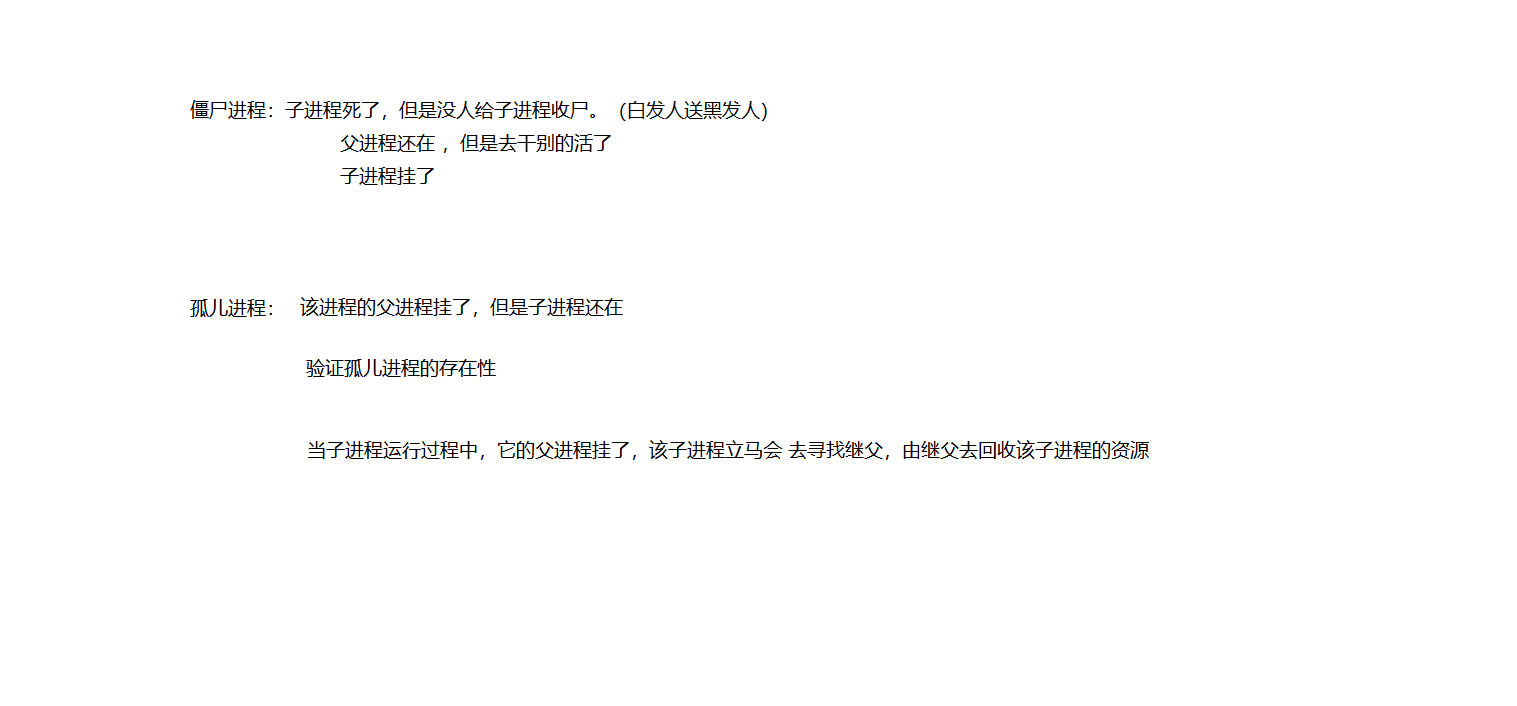 僵尸进程：子进程死了，但是没人给子进程收尸。（白发人送黑发人）
父进程还在 ，但是去干别的活了
子进程挂了
孤儿进程： 该进程的父进程挂了，但是子进程还在
验证孤儿进程的存在性
当子进程运行过程中，它的父进程挂了，该子进程立马会 去寻找继父，由继父去回收该子进程的资源